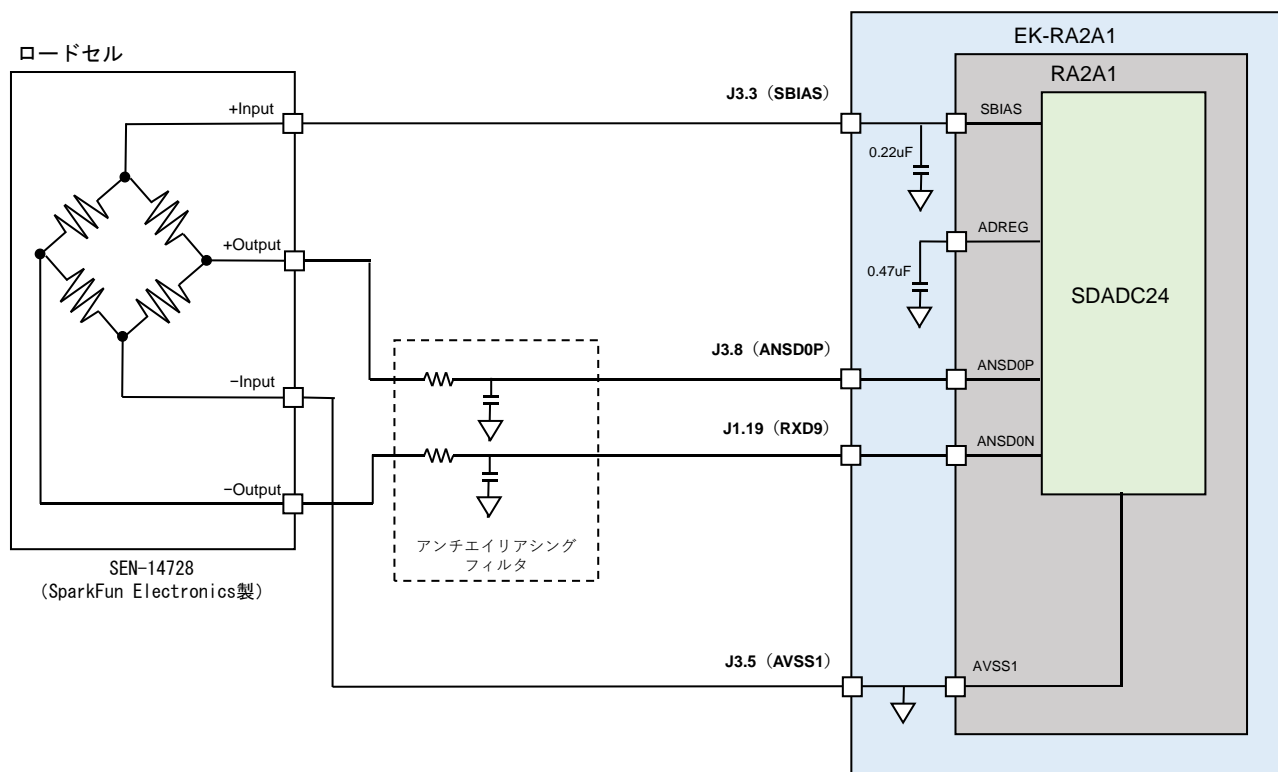 EK-RA2A1
RA2A1
ロードセル
+Input
J3.3 (SBIAS)
SBIAS
0.22uF
+Output
ADREG
0.47uF
SDADC24
J3.8 (ANSD0P)
ANSD0P
−Input
J1.19 (RXD9)
ANSD0N
−Output
アンチエイリアシング
フィルタ
SEN-14728
(SparkFun Electronics製)
J3.5 (AVSS1)
AVSS1